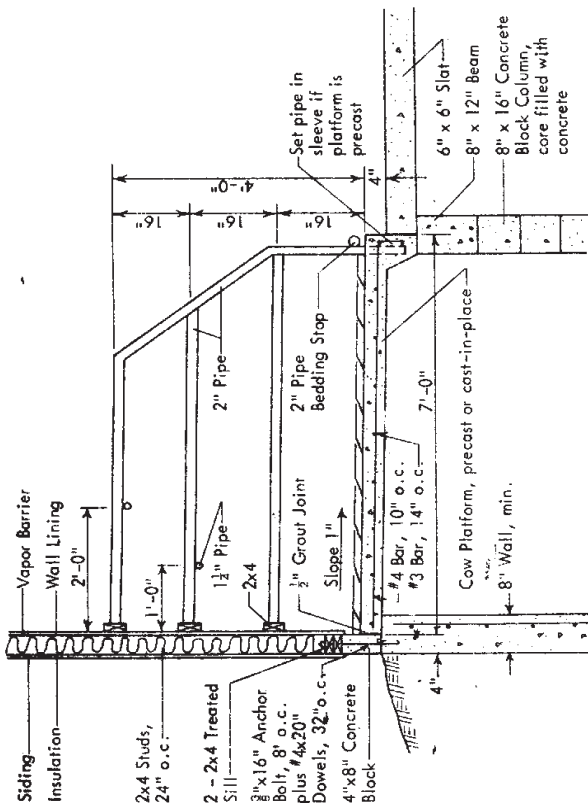 Siding
Vapor Barrier
Insulation
Wall Lining
2'-0"
1'-0"
1½" Pipe
2x4
2x4 Studs,
24" o.c.
2 - 2x4 Treated
Sill
⅜"x16" Anchor
Bolt, 8' o.c.
plus #4x20"
Dowels, 32" o.c.
4"x8" Concrete
Block
2" Pipe
2" Pipe
Bedding Stop
½" Grout Joint
Slope 1"
#4 Bar, 10" o.c.
#3 Bar, 14" o.c.
Cow Platform, precast or cast-in-place
8" Wall, min.
4"
7'-0"
4'-0"
16"
16"
16"
4"
Set pipe in
sleeve if
platform is
precast
6" x 6" Slat
8" x 12" Beam
8" x 16" Concrete
Block Column,
core filled with
concrete